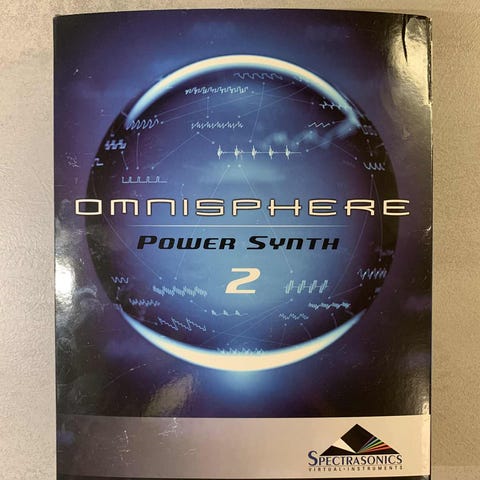 OMNISPHERE
POWER SYNTH
2
SPECTRASONICS
VIRTUAL • INSTRUMENTS